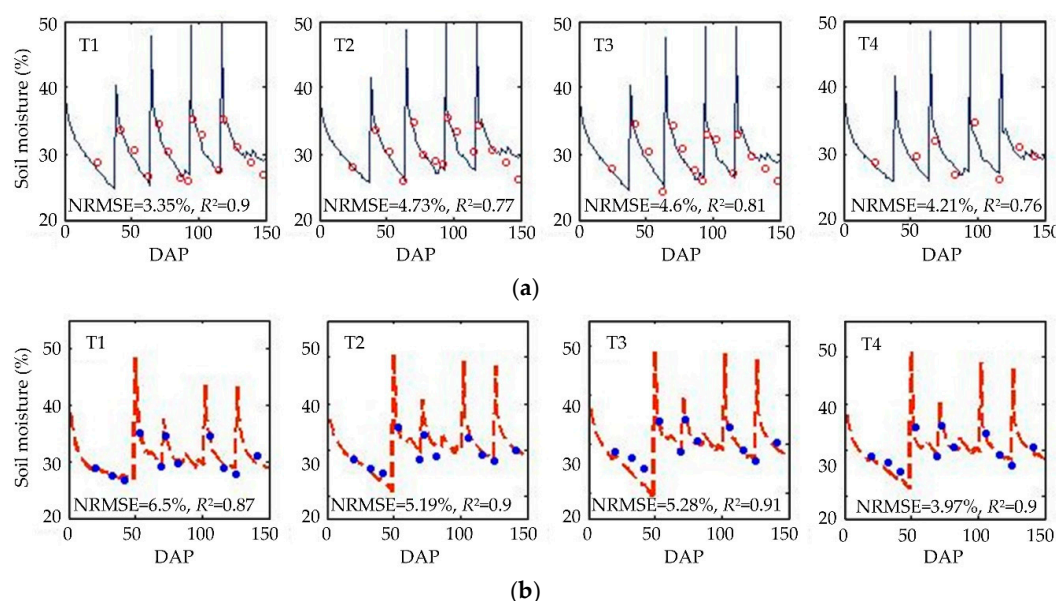 50 T1 50 T2 50 T3 50 T4
Soil moisture (%)
40 40 40 40
30 30 30 30
20 NRMSE=3.35%, R²=0.9 20 NRMSE=4.73%, R²=0.77 20 NRMSE=4.6%, R²=0.81 20 NRMSE=4.21%, R²=0.76
0 50 100 150 0 50 100 150 0 50 100 150 0 50 100 150
DAP DAP DAP DAP
(a)
T1 T2 T3 T4
50 50 50 50
Soil moisture (%)
40 40 40 40
30 30 30 30
NRMSE=6.5%, R²=0.87 NRMSE=5.19%, R²=0.9 NRMSE=5.28%, R²=0.91 NRMSE=3.97%, R²=0.9
20 20 20 20
0 50 100 150 0 50 100 150 0 50 100 150 0 50 100 150
DAP DAP DAP DAP
(b)